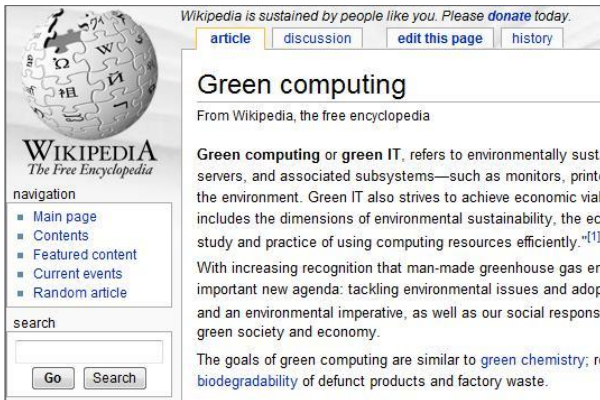 Wikipedia is sustained by people like you. Please donate today.
article discussion edit this page history
WIKIPEDIA
The Free Encyclopedia
navigation
Main page
Contents
Featured content
Current events
Random article
search
Go Search
Green computing
From Wikipedia, the free encyclopedia
Green computing or green IT, refers to environmentally sust
servers, and associated subsystems—such as monitors, printe
the environment. Green IT also strives to achieve economic vial
includes the dimensions of environmental sustainability, the ec
study and practice of using computing resources efficiently."[1]
With increasing recognition that man-made greenhouse gas en
important new agenda: tackling environmental issues and adop
and an environmental imperative, as well as our social respons
green society and economy.
The goals of green computing are similar to green chemistry; r
biodegradability of defunct products and factory waste.